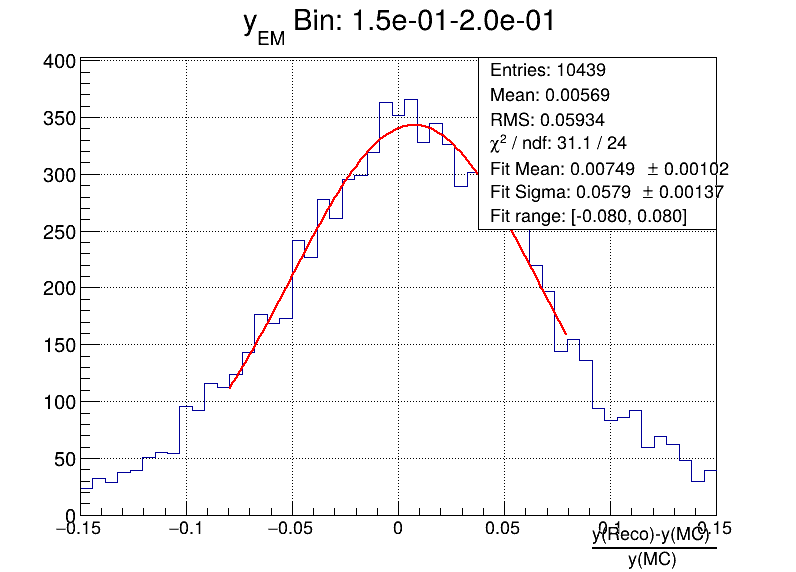 y_EM Bin: 1.5e-01-2.0e-01
400
350
300
250
200
150
100
50
0
Entries: 10439
Mean: 0.00569
RMS: 0.05934
χ² / ndf: 31.1 / 24
Fit Mean: 0.00749 ± 0.00102
Fit Sigma: 0.0579 ± 0.00137
Fit range: [-0.080, 0.080]
−0.15 −0.1 −0.05 0 0.05 0.1 0.15
y(Reco)-y(MC)
y(MC)